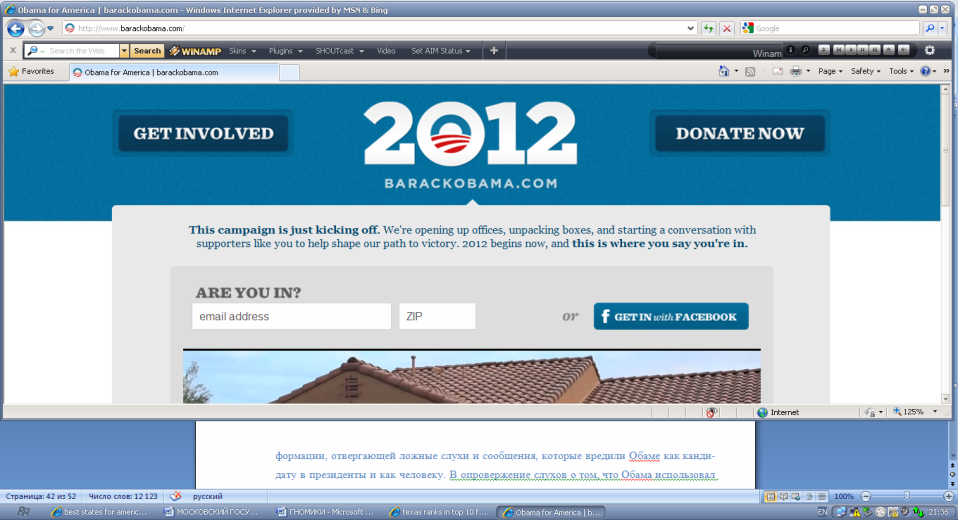 Obama for America | barackobama.com - Windows Internet Explorer provided by MSN & Bing
http://www.barackobama.com/
Google
Search the Web
Search
WINAMP
Skins
Plugins
SHOUTcast
Video
Set AIM Status
Winam
Favorites
Obama for America | barackobama.com
Page
Safety
Tools
GET INVOLVED
2012
DONATE NOW
BARACKOBAMA.COM
This campaign is just kicking off. We're opening up offices, unpacking boxes, and starting a conversation with
supporters like you to help shape our path to victory. 2012 begins now, and this is where you say you're in.
ARE YOU IN?
email address
ZIP
or
f GET IN with FACEBOOK
Internet
125%
формации, отвергающей ложные слухи и сообщения, которые вредили Обаме как канди-
дату в президенты и как человеку. В опровержение слухов о том, что Обама использовал
Страница: 42 из 52
Число слов: 12 123
русский
100%
best states for americ...
МОСКОВСКИЙ ГОСУ...
ГНОМИКИ - Microsoft ...
texas ranks in top 10 f...
Obama for America | b...
EN
21:36